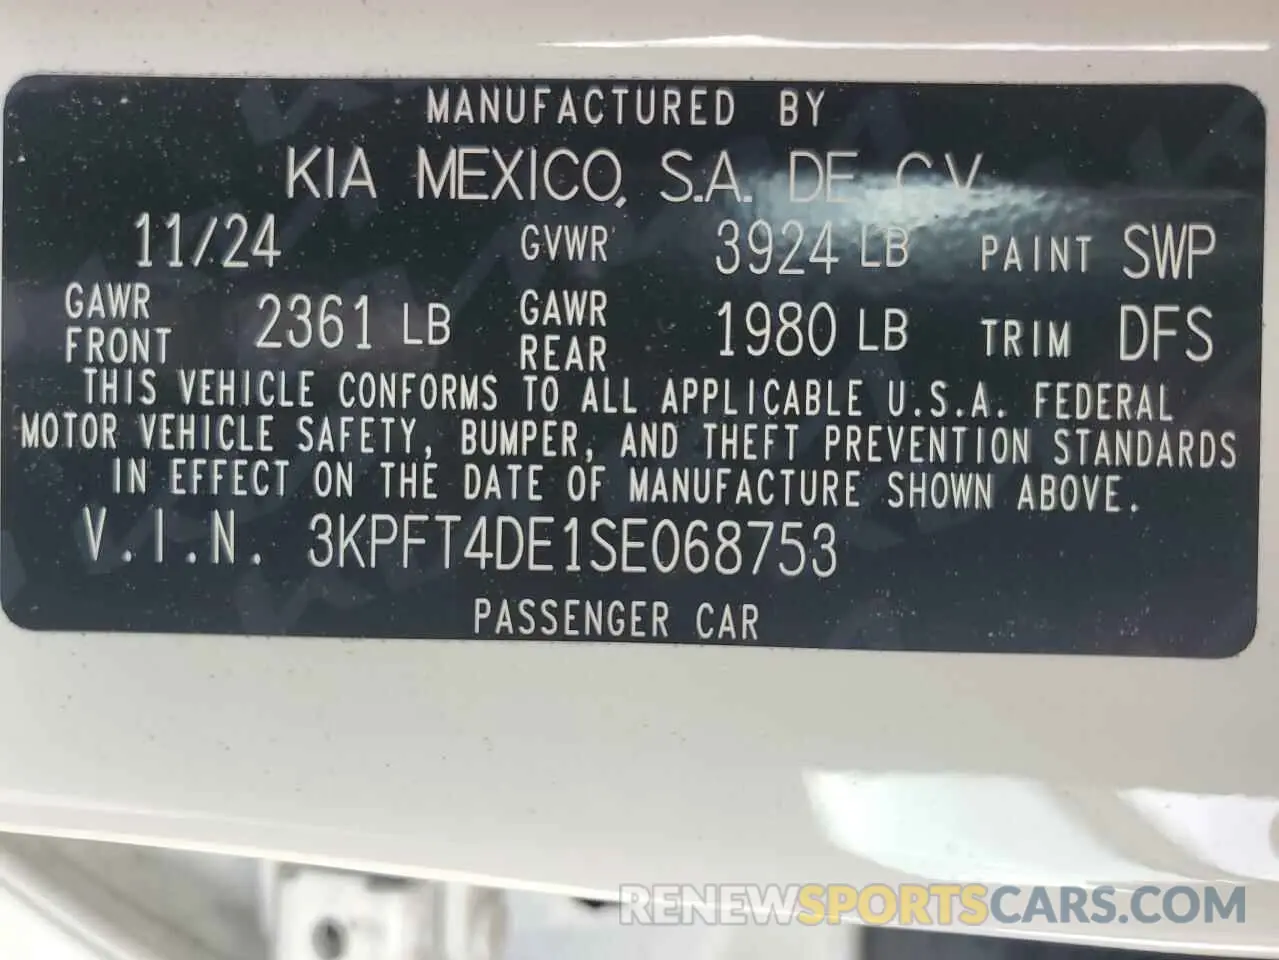 MANUFACTURED BY
KIA MEXICO, S.A. DE C.V.
11/24 GVWR 3924 LB PAINT SWP
GAWR FRONT 2361 LB GAWR REAR 1980 LB TRIM DFS
THIS VEHICLE CONFORMS TO ALL APPLICABLE U.S.A. FEDERAL
MOTOR VEHICLE SAFETY, BUMPER, AND THEFT PREVENTION STANDARDS
IN EFFECT ON THE DATE OF MANUFACTURE SHOWN ABOVE.
V.I.N. 3KPFT4DE1SE068753
PASSENGER CAR
RENEWSPORTSCARS.COM